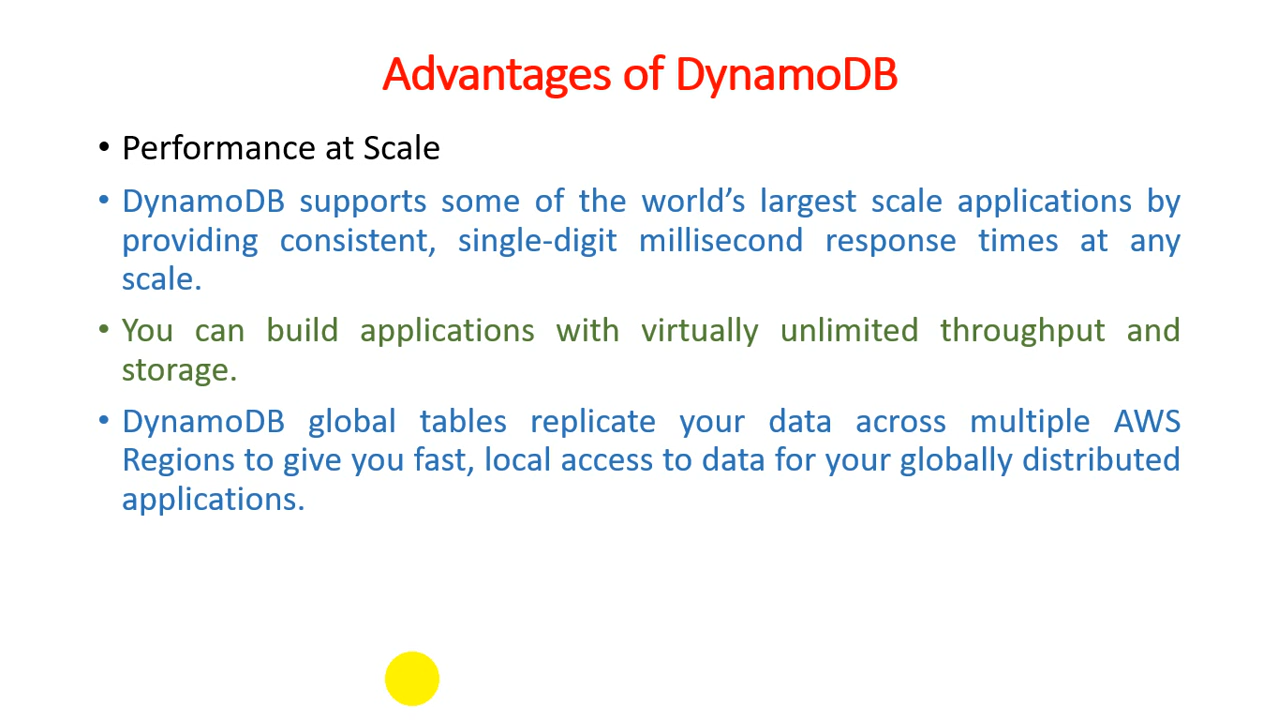 Advantages of DynamoDB
• Performance at Scale
• DynamoDB supports some of the world’s largest scale applications by
providing consistent, single-digit millisecond response times at any
scale.
• You can build applications with virtually unlimited throughput and
storage.
• DynamoDB global tables replicate your data across multiple AWS
Regions to give you fast, local access to data for your globally distributed
applications.